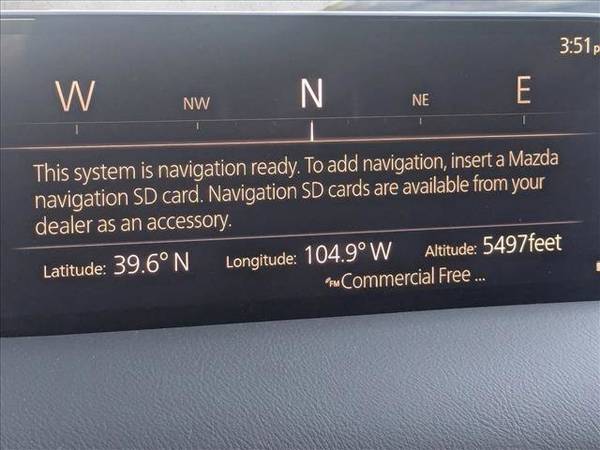 3:51p
W NW N NE E
This system is navigation ready. To add navigation, insert a Mazda
navigation SD card. Navigation SD cards are available from your
dealer as an accessory.
Latitude: 39.6° N Longitude: 104.9° W Altitude: 5497feet
FM Commercial Free ...